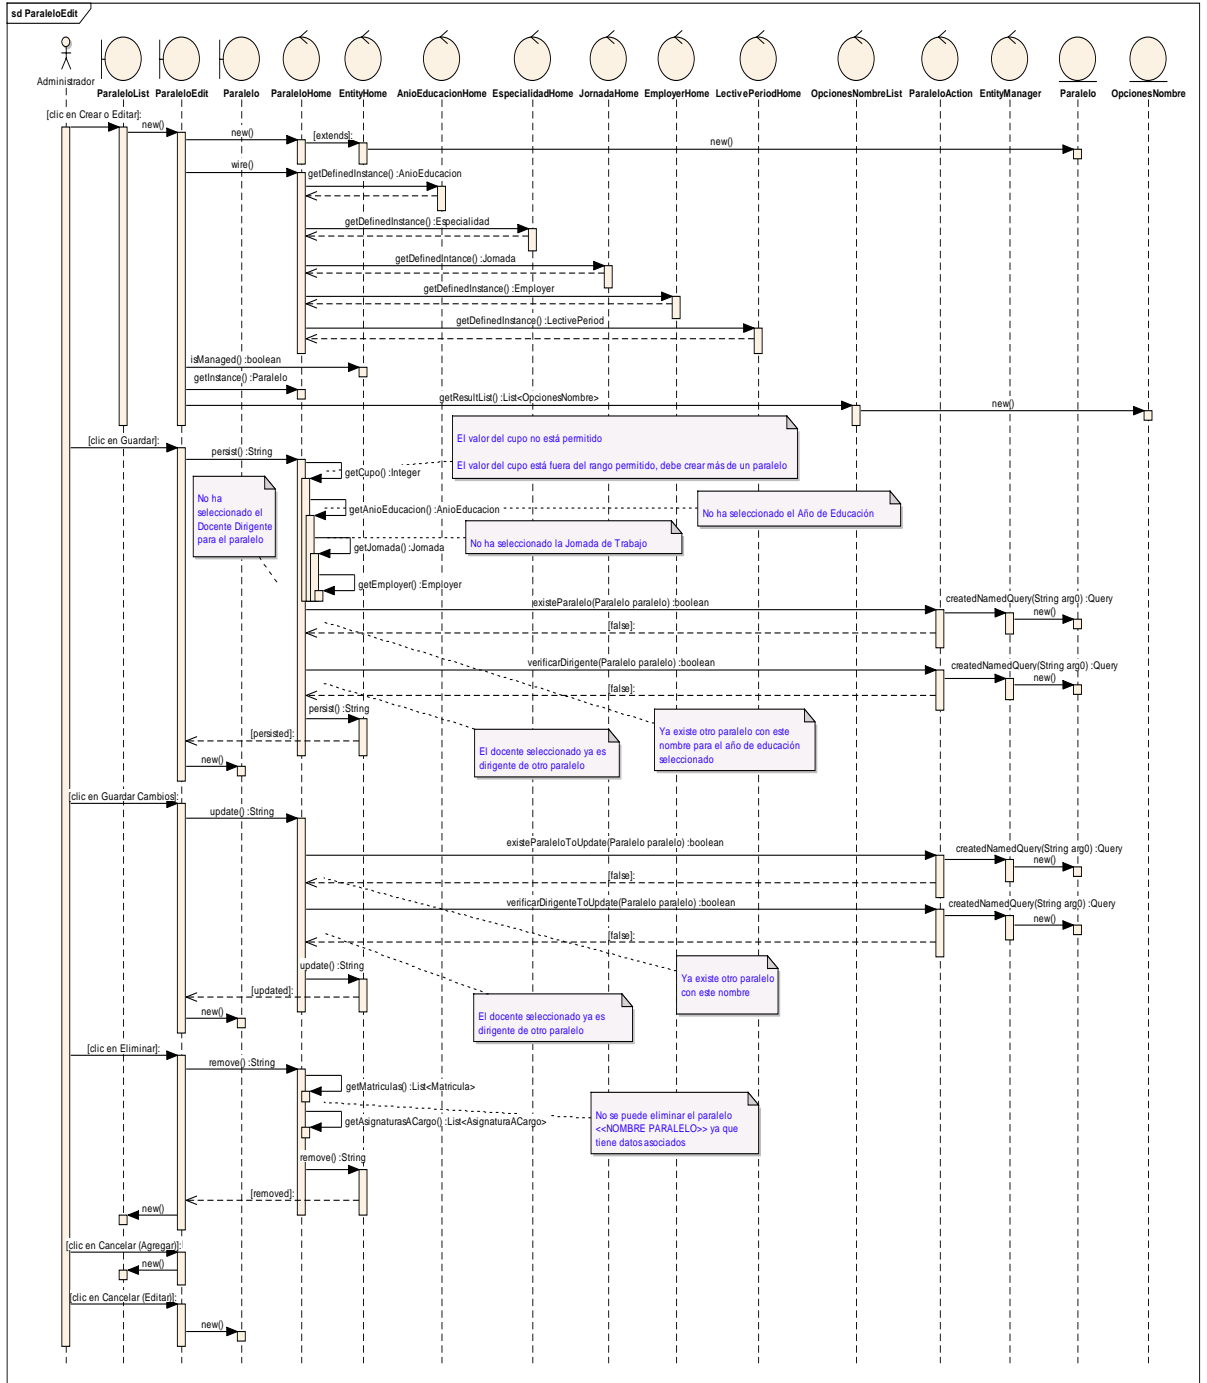 sd ParaleloEdit
Administrador
ParaleloList
ParaleloEdit
Paralelo
ParaleloHome
EntityHome
AnioEducacionHome
EspecialidadHome
JornadaHome
EmployerHome
LectivePeriodHome
OpcionesNombreList
ParaleloAction
EntityManager
Paralelo
OpcionesNombre
[clic en Crear o Editar]:
new()
new()
[extends]:
new()
wire()
getDefinedInstance() :AnioEducacion
getDefinedInstance() :Especialidad
getDefinedIntance() :Jornada
getDefinedInstance() :Employer
getDefinedInstance() :LectivePeriod
isManaged() :boolean
getInstance() :Paralelo
getResultList() :List<OpcionesNombre>
new()
[clic en Guardar]:
persist() :String
El valor del cupo no está permitido
El valor del cupo está fuera del rango permitido, debe crear más de un paralelo
getCupo() :Integer
No ha
seleccionado el
Docente Dirigente
para el paralelo
getAnioEducacion() :AnioEducacion
No ha seleccionado el Año de Educación
getJornada() :Jornada
No ha seleccionado la Jornada de Trabajo
getEmployer() :Employer
existeParalelo(Paralelo paralelo) :boolean
createdNamedQuery(String arg0) :Query
new()
[false]:
verificarDirigente(Paralelo paralelo) :boolean
createdNamedQuery(String arg0) :Query
new()
[false]:
persist() :String
[persisted]:
Ya existe otro paralelo con este
nombre para el año de educación
seleccionado
El docente seleccionado ya es
dirigente de otro paralelo
new()
[clic en Guardar Cambios]:
update() :String
existeParaleloToUpdate(Paralelo paralelo) :boolean
createdNamedQuery(String arg0) :Query
new()
[false]:
verificarDirigenteToUpdate(Paralelo paralelo) :boolean
createdNamedQuery(String arg0) :Query
new()
[false]:
update() :String
Ya existe otro paralelo
con este nombre
[updated]:
El docente seleccionado ya es
dirigente de otro paralelo
new()
[clic en Eliminar]:
remove() :String
getMatriculas() :List<Matricula>
getAsignaturasACargo() :List<AsignaturaACargo>
No se puede eliminar el paralelo
<<NOMBRE PARALELO>> ya que
tiene datos asociados
remove() :String
[removed]:
new()
[clic en Cancelar (Agregar)]:
new()
[clic en Cancelar (Editar)]:
new()